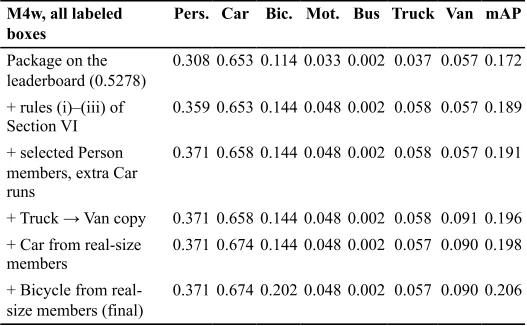 M4w, all labeled boxes Pers. Car Bic. Mot. Bus Truck Van mAP
Package on the leaderboard (0.5278) 0.308 0.653 0.114 0.033 0.002 0.037 0.057 0.172
+ rules (i)–(iii) of Section VI 0.359 0.653 0.144 0.048 0.002 0.058 0.057 0.189
+ selected Person members, extra Car runs 0.371 0.658 0.144 0.048 0.002 0.058 0.057 0.191
+ Truck → Van copy 0.371 0.658 0.144 0.048 0.002 0.058 0.091 0.196
+ Car from real-size members 0.371 0.674 0.144 0.048 0.002 0.057 0.090 0.198
+ Bicycle from real-size members (final) 0.371 0.674 0.202 0.048 0.002 0.057 0.090 0.206